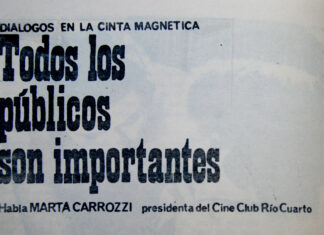 DIALOGOS EN LA CINTA MAGNETICA
Todos los
públicos
son importantes
Habla MARTA CARROZZI presidenta del Cine Club Río Cuarto